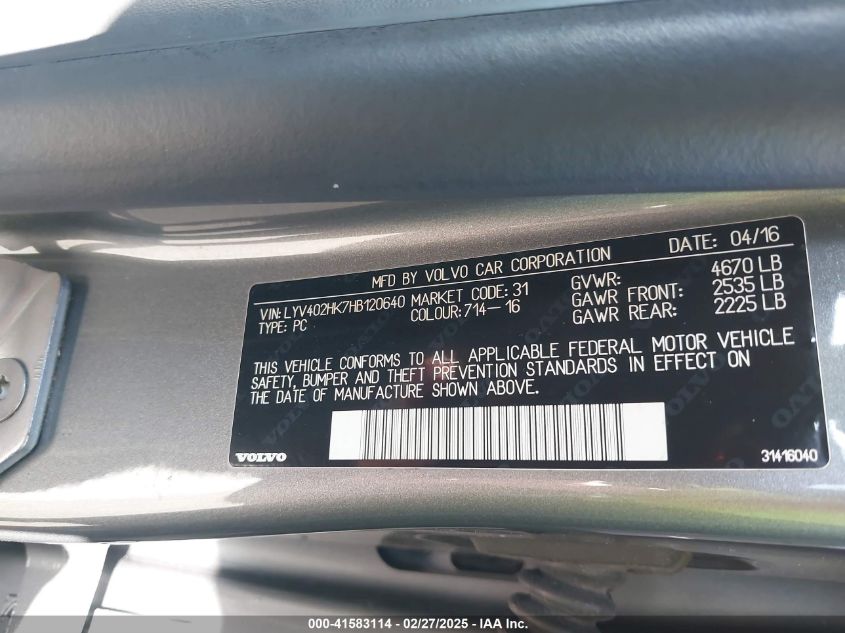 MFD BY VOLVO CAR CORPORATION DATE: 04/16
VIN: LYV402HK7HB120640 MARKET CODE: 31 GVWR: 4670 LB
TYPE: PC COLOUR: 714-16 GAWR FRONT: 2535 LB
GAWR REAR: 2225 LB
THIS VEHICLE CONFORMS TO ALL APPLICABLE FEDERAL MOTOR VEHICLE
SAFETY, BUMPER AND THEFT PREVENTION STANDARDS IN EFFECT ON
THE DATE OF MANUFACTURE SHOWN ABOVE.
VOLVO 31416040
000-41583114 - 02/27/2025 - IAA Inc.